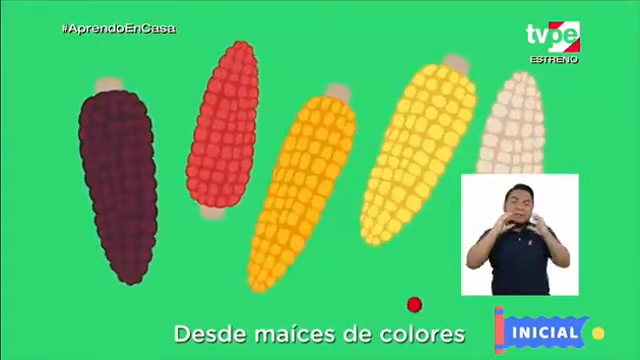 #AprendoEnCasa
tvpe
ESTRENO
Desde maíces de colores
INICIAL